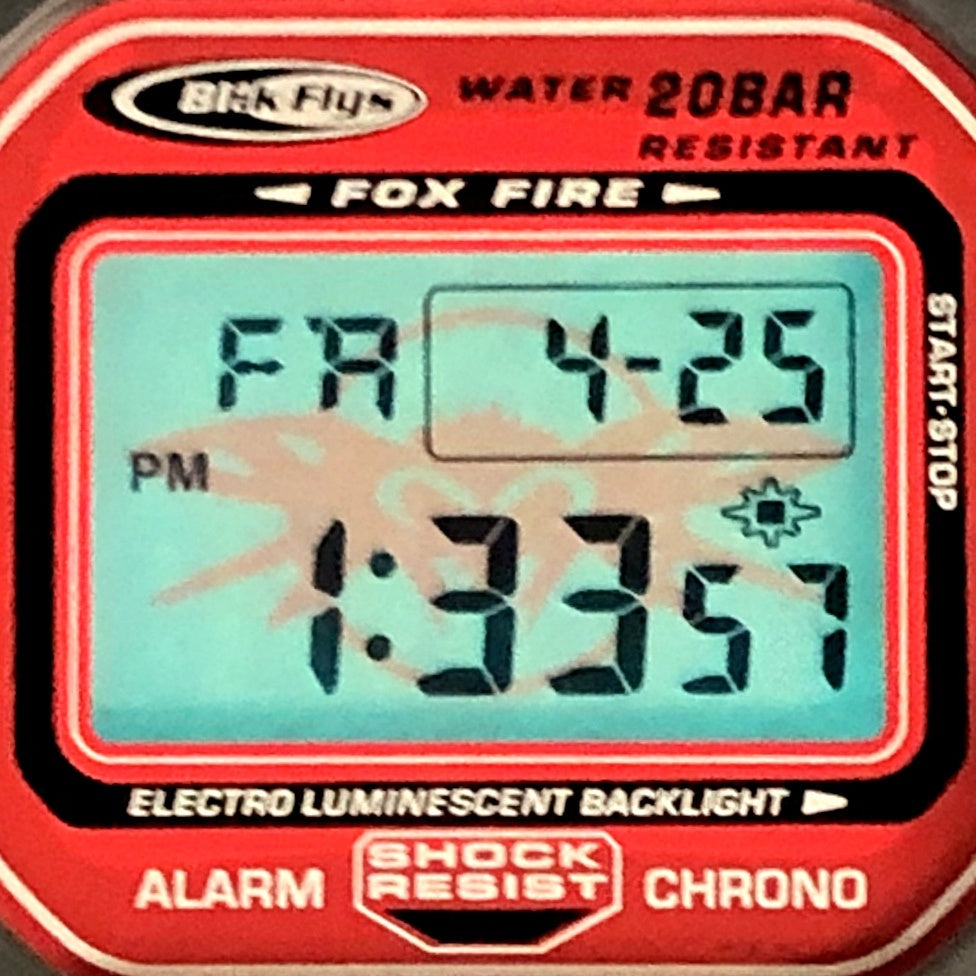 Blk Flys
WATER 20BAR
RESISTANT
FOX FIRE
START·STOP
FR 4-25
PM
1:33 57
ELECTRO LUMINESCENT BACKLIGHT
SHOCK
RESIST
ALARM CHRONO